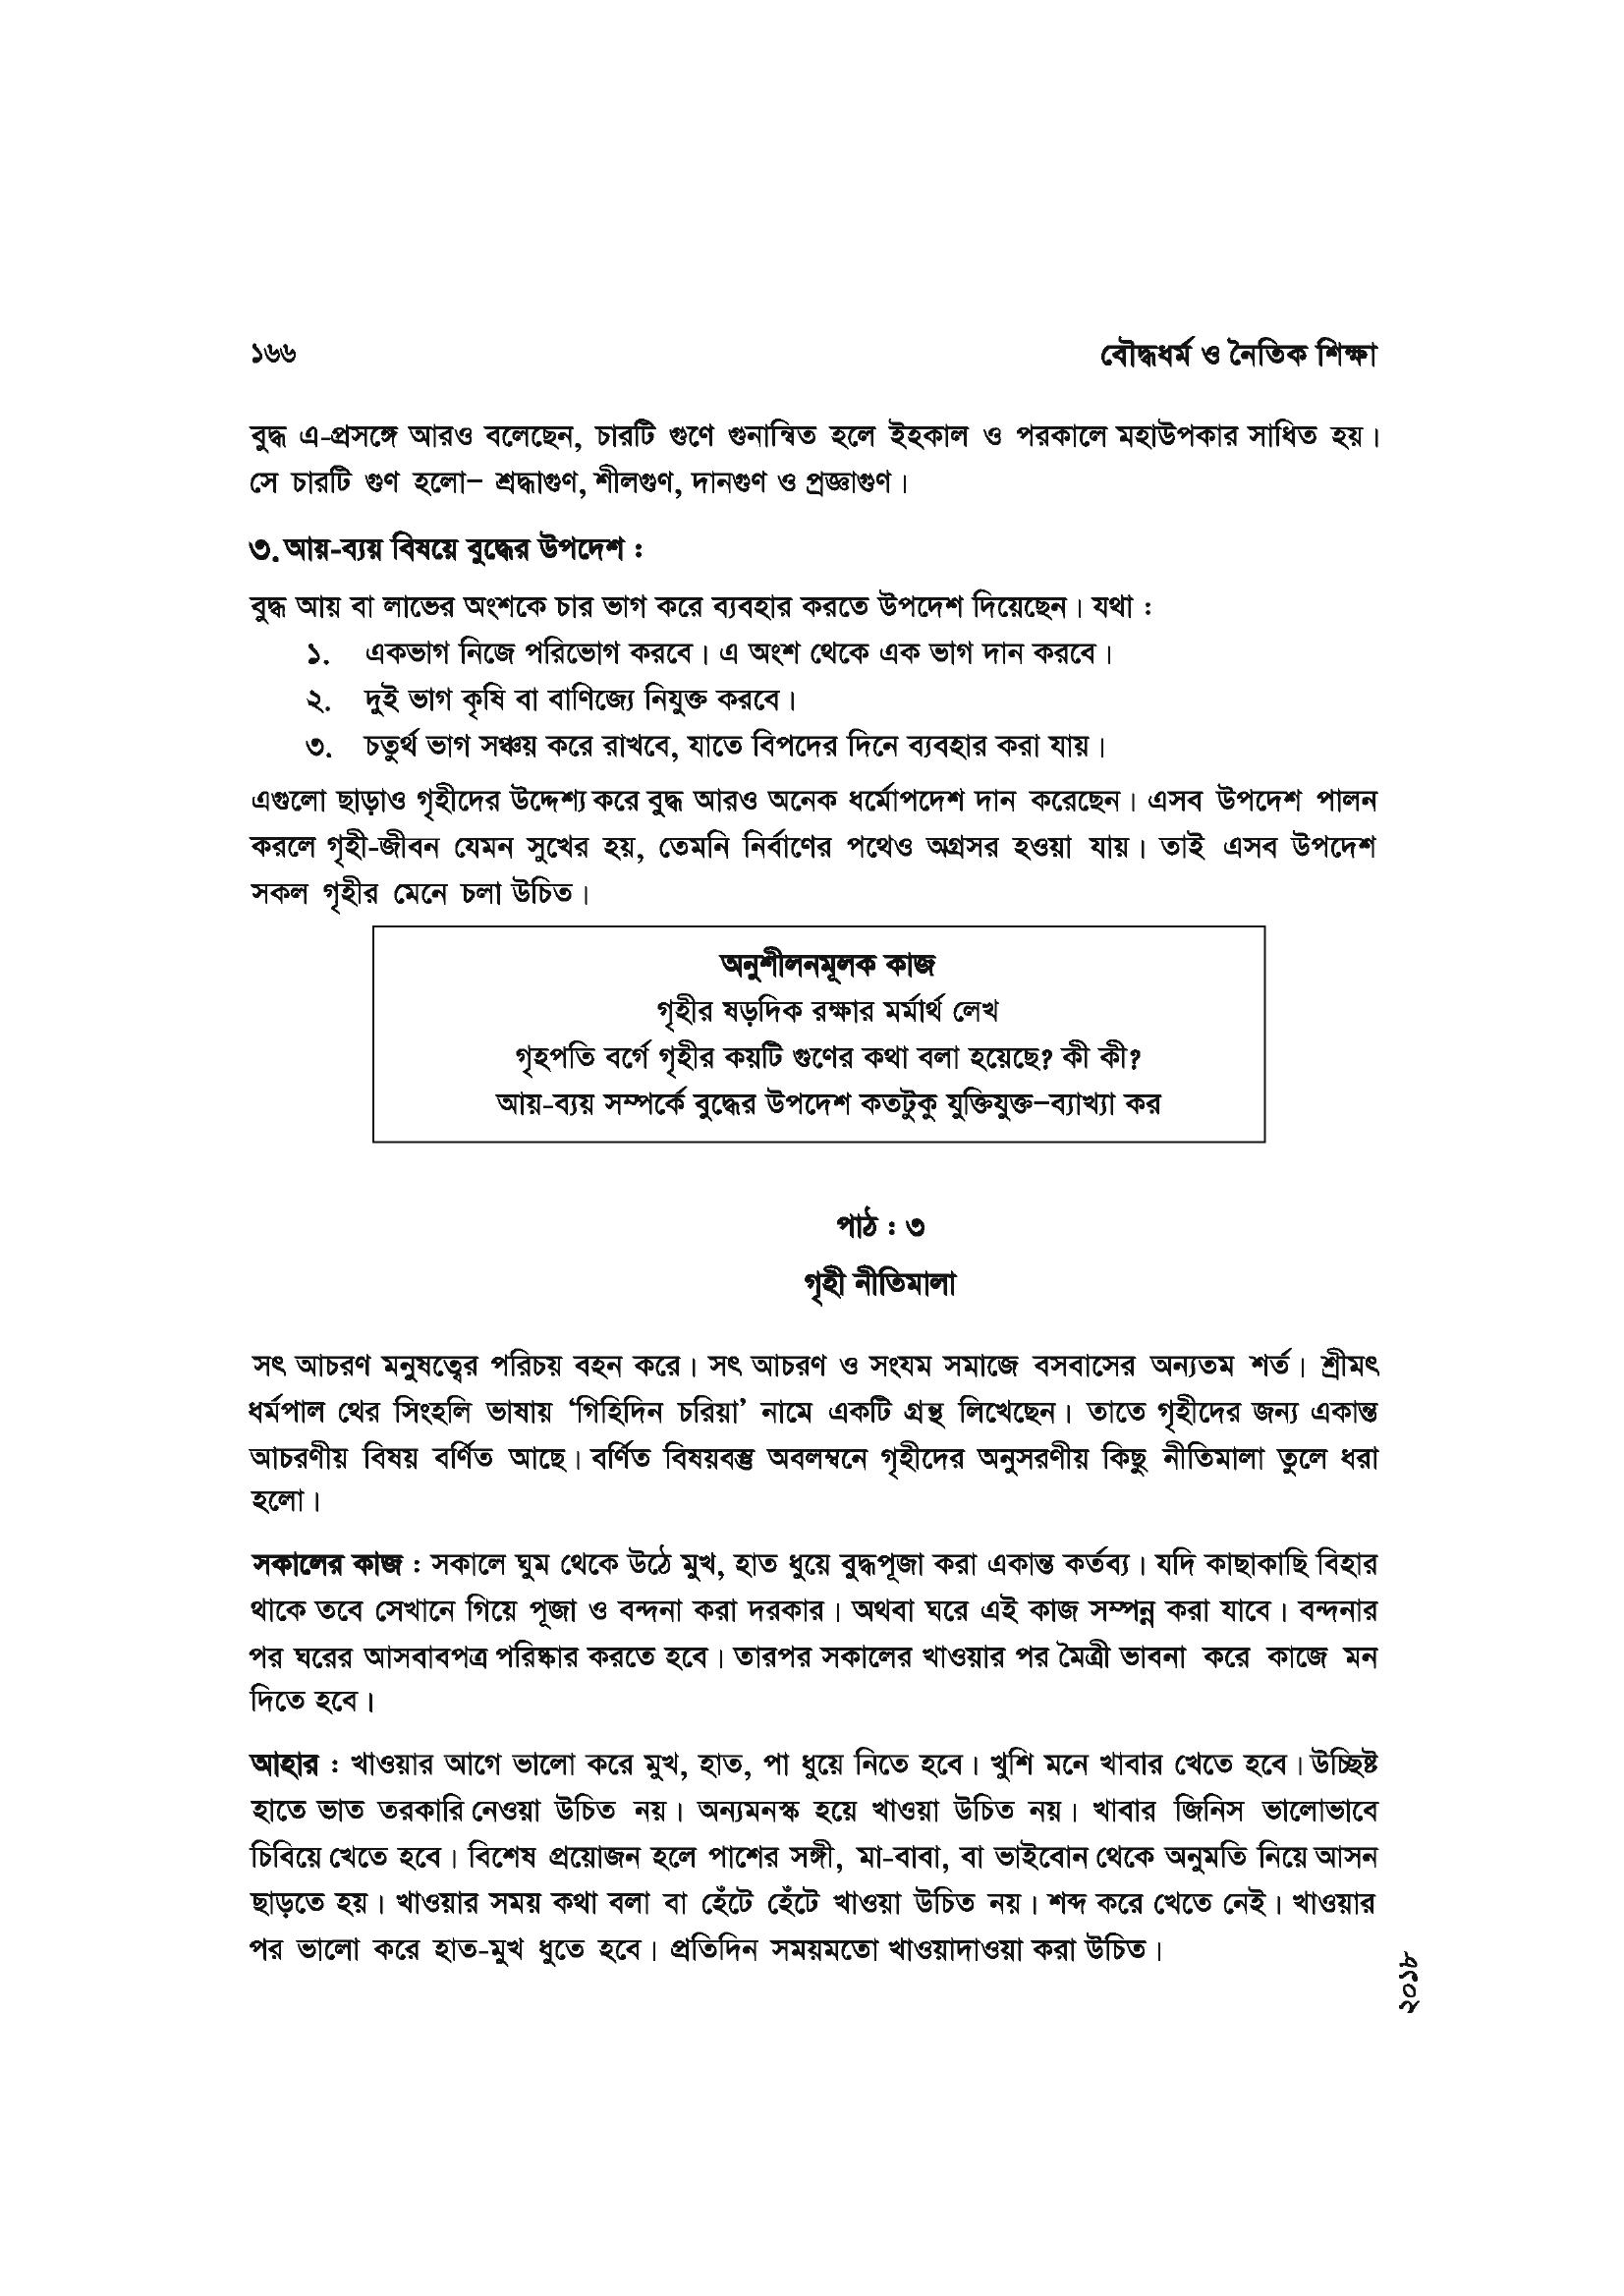 ১৬৬
বৌদ্ধধর্ম ও নৈতিক শিক্ষা
বুদ্ধ এ-প্রসঙ্গে আরও বলেছেন, চারটি গুণে গুনান্বিত হলে ইহকাল ও পরকালে মহাউপকার সাধিত হয়।
সে চারটি গুণ হলো– শ্রদ্ধাগুণ, শীলগুণ, দানগুণ ও প্রজ্ঞাগুণ।
৩. আয়-ব্যয় বিষয়ে বুদ্ধের উপদেশ :
বুদ্ধ আয় বা লাভের অংশকে চার ভাগ করে ব্যবহার করতে উপদেশ দিয়েছেন। যথা :
১. একভাগ নিজে পরিভোগ করবে। এ অংশ থেকে এক ভাগ দান করবে।
২. দুই ভাগ কৃষি বা বাণিজ্যে নিযুক্ত করবে।
৩. চতুর্থ ভাগ সঞ্চয় করে রাখবে, যাতে বিপদের দিনে ব্যবহার করা যায়।
এগুলো ছাড়াও গৃহীদের উদ্দেশ্য করে বুদ্ধ আরও অনেক ধর্মোপদেশ দান করেছেন। এসব উপদেশ পালন
করলে গৃহী-জীবন যেমন সুখের হয়, তেমনি নির্বাণের পথেও অগ্রসর হওয়া যায়। তাই এসব উপদেশ
সকল গৃহীর মেনে চলা উচিত।
অনুশীলনমূলক কাজ
গৃহীর ষড়দিক রক্ষার মর্মার্থ লেখ
গৃহপতি বর্গে গৃহীর কয়টি গুণের কথা বলা হয়েছে? কী কী?
আয়-ব্যয় সম্পর্কে বুদ্ধের উপদেশ কতটুকু যুক্তিযুক্ত–ব্যাখ্যা কর
পাঠ : ৩
গৃহী নীতিমালা
সৎ আচরণ মনুষত্বের পরিচয় বহন করে। সৎ আচরণ ও সংযম সমাজে বসবাসের অন্যতম শর্ত। শ্রীমৎ
ধর্মপাল থের সিংহলি ভাষায় ‘গিহিদিন চরিয়া’ নামে একটি গ্রন্থ লিখেছেন। তাতে গৃহীদের জন্য একান্ত
আচরণীয় বিষয় বর্ণিত আছে। বর্ণিত বিষয়বস্তু অবলম্বনে গৃহীদের অনুসরণীয় কিছু নীতিমালা তুলে ধরা
হলো।
সকালের কাজ : সকালে ঘুম থেকে উঠে মুখ, হাত ধুয়ে বুদ্ধপূজা করা একান্ত কর্তব্য। যদি কাছাকাছি বিহার
থাকে তবে সেখানে গিয়ে পূজা ও বন্দনা করা দরকার। অথবা ঘরে এই কাজ সম্পন্ন করা যাবে। বন্দনার
পর ঘরের আসবাবপত্র পরিষ্কার করতে হবে। তারপর সকালের খাওয়ার পর মৈত্রী ভাবনা করে কাজে মন
দিতে হবে।
আহার : খাওয়ার আগে ভালো করে মুখ, হাত, পা ধুয়ে নিতে হবে। খুশি মনে খাবার খেতে হবে। উচ্ছিষ্ট
হাতে ভাত তরকারি নেওয়া উচিত নয়। অন্যমনস্ক হয়ে খাওয়া উচিত নয়। খাবার জিনিস ভালোভাবে
চিবিয়ে খেতে হবে। বিশেষ প্রয়োজন হলে পাশের সঙ্গী, মা-বাবা, বা ভাইবোন থেকে অনুমতি নিয়ে আসন
ছাড়তে হয়। খাওয়ার সময় কথা বলা বা হেঁটে হেঁটে খাওয়া উচিত নয়। শব্দ করে খেতে নেই। খাওয়ার
পর ভালো করে হাত-মুখ ধুতে হবে। প্রতিদিন সময়মতো খাওয়াদাওয়া করা উচিত।
২০১৮